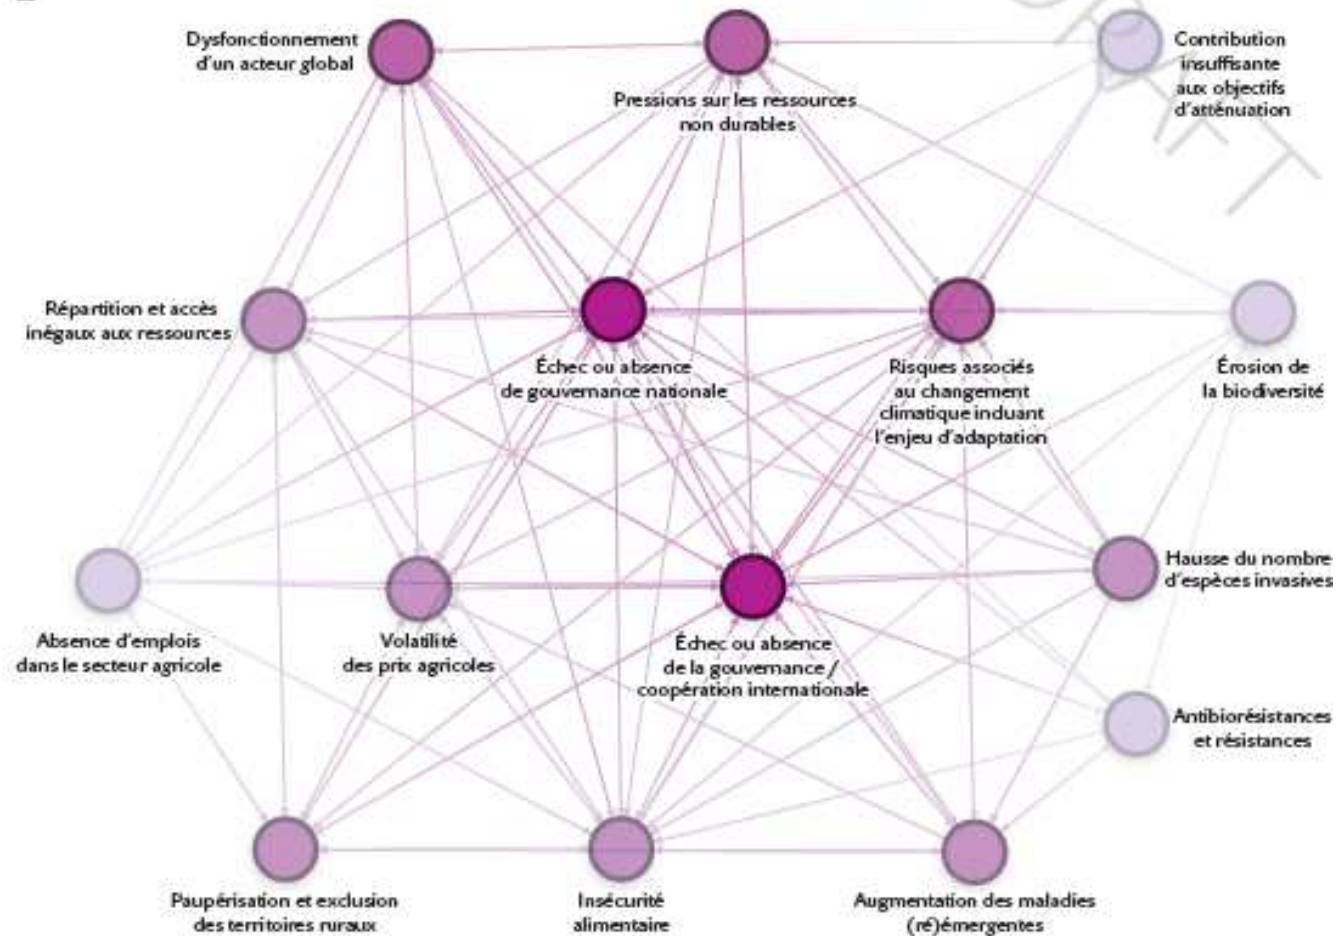 Dysfonctionnement
d'un acteur global
Pressions sur les ressources
non durables
Contribution
insuffisante
aux objectifs
d'atténuation
Répartition et accès
inégaux aux ressources
Échec ou absence
de gouvernance nationale
Risques associés
au changement
climatique incluant
l'enjeu d'adaptation
Érosion de
la biodiversité
Absence d'emplois
dans le secteur agricole
Volatilité
des prix agricoles
Échec ou absence
de la gouvernance /
coopération internationale
Hausse du nombre
d'espèces invasives
Antibiorésistances
et résistances
Paupérisation et exclusion
des territoires ruraux
Insécurité
alimentaire
Augmentation des maladies
(ré)émergentes